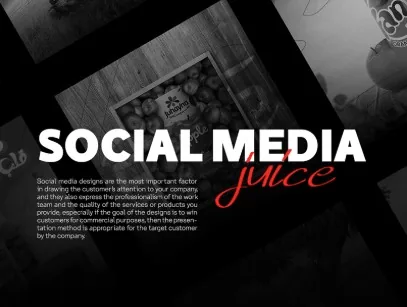 Juhayna
SOCIAL MEDIA
juice
Social media designs are the most important factor
in drawing the customer's attention to your company,
and they also express the professionalism of the work
team and the quality of the services or products you
provide, especially if the goal of the designs is to win
customers for commercial purposes, then the presen-
tation method is appropriate for the target customer
by the company.